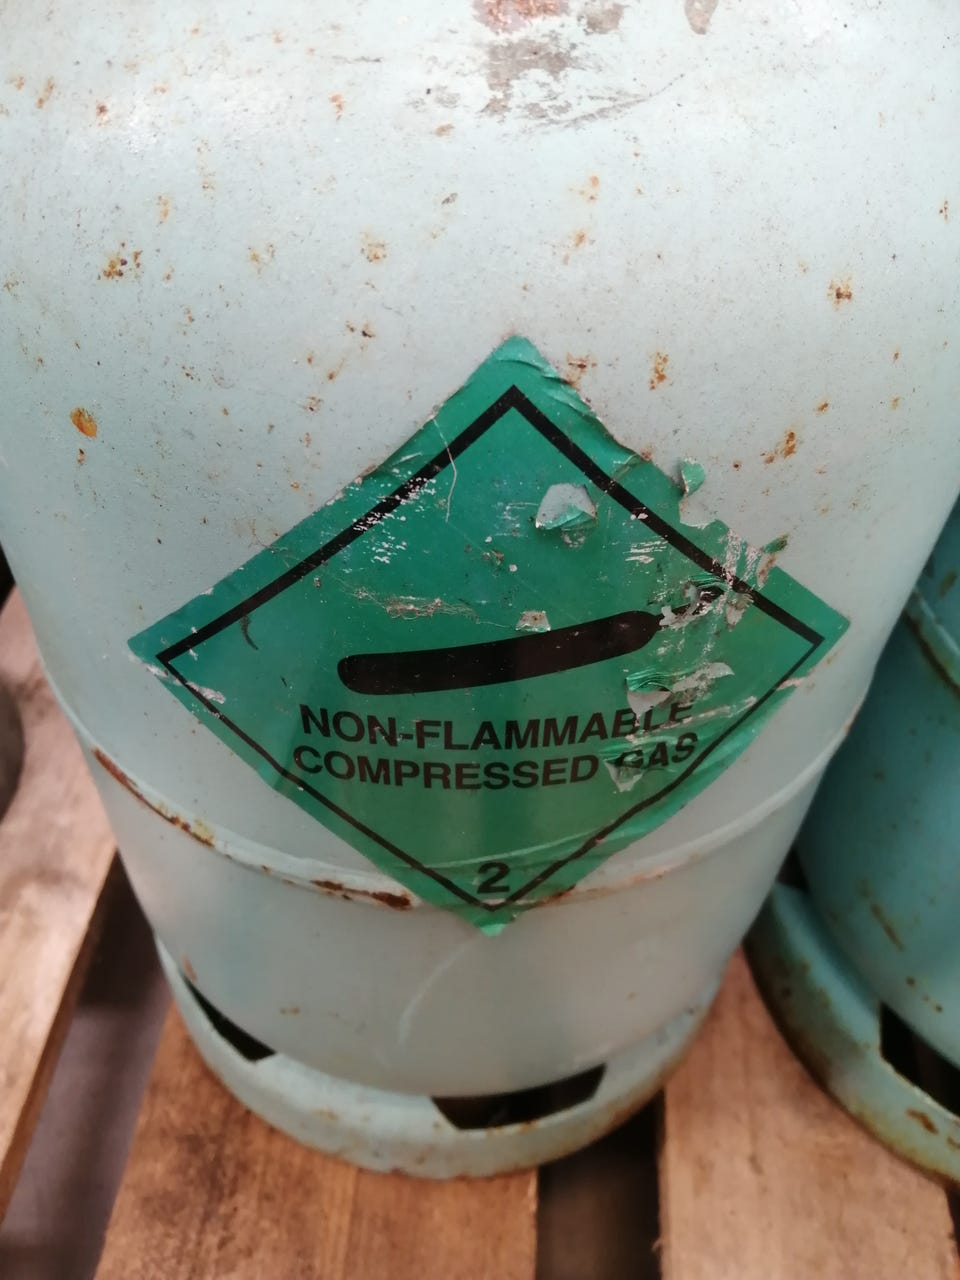 NON-FLAMMABLE
COMPRESSED GAS
2